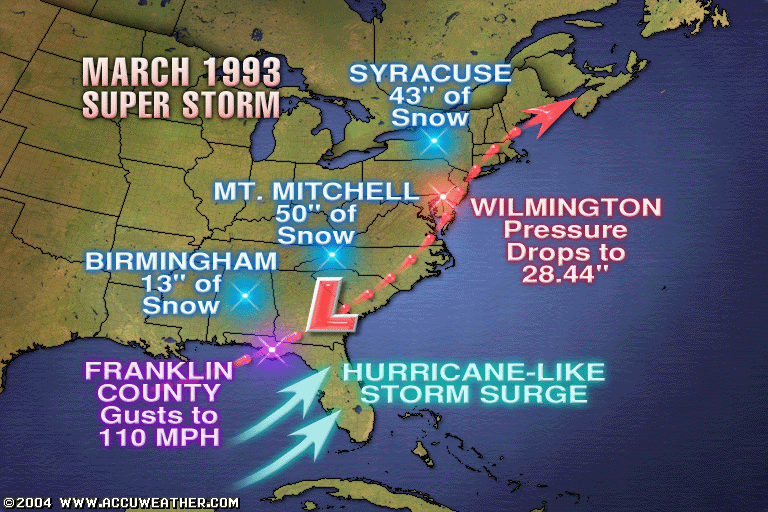 MARCH 1993
SUPER STORM
SYRACUSE
43" of
Snow
MT. MITCHELL
50" of
Snow
WILMINGTON
Pressure
Drops to
28.44"
BIRMINGHAM
13" of
Snow
L
FRANKLIN
COUNTY
Gusts to
110 MPH
HURRICANE-LIKE
STORM SURGE
©2004 WWW.ACCUWEATHER.COM